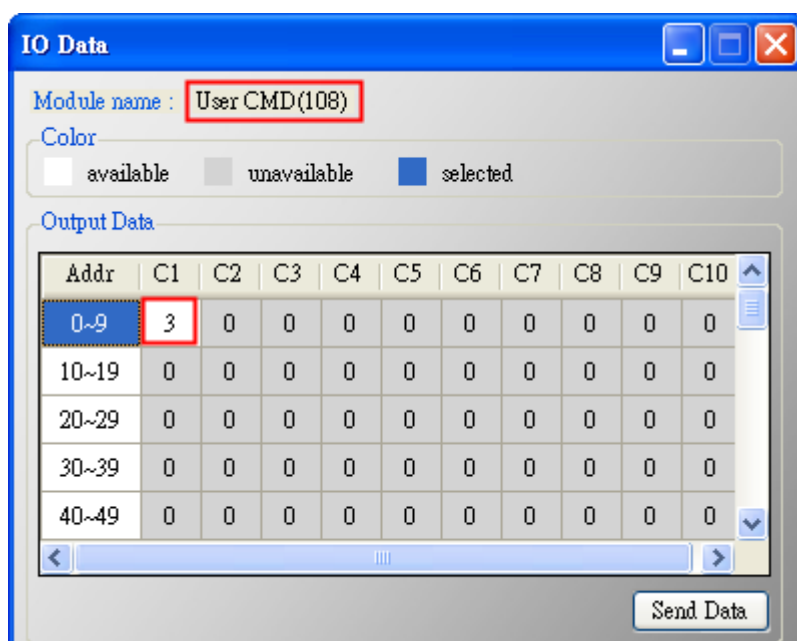 IO Data
Module name : User CMD(108)
Color
available unavailable selected
Output Data
Addr C1 C2 C3 C4 C5 C6 C7 C8 C9 C10
0~9 3 0 0 0 0 0 0 0 0 0
10~19 0 0 0 0 0 0 0 0 0 0
20~29 0 0 0 0 0 0 0 0 0 0
30~39 0 0 0 0 0 0 0 0 0 0
40~49 0 0 0 0 0 0 0 0 0 0
Send Data